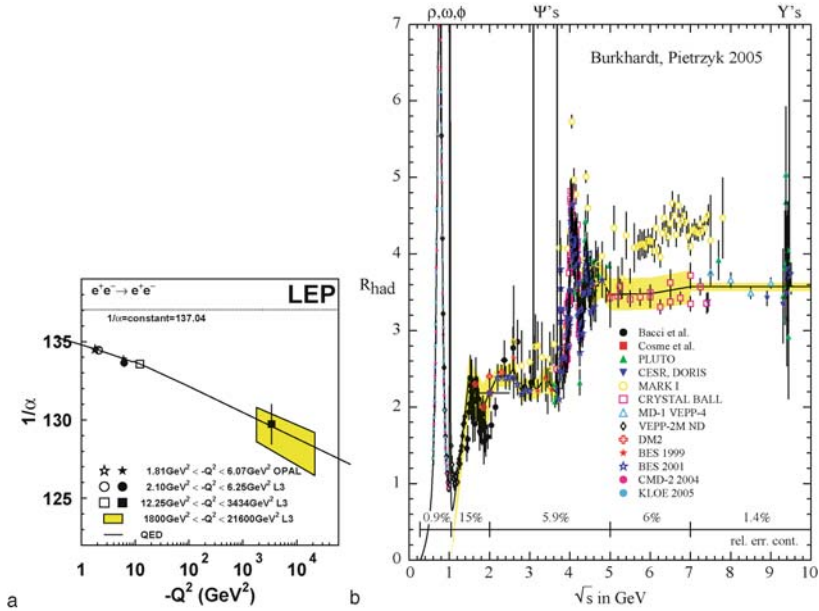 e⁺e⁻→ e⁺e⁻ LEP
1/α=constant=137.04
135
130
125
1/α
1.81GeV² < -Q² < 6.07GeV² OPAL
2.10GeV² < -Q² < 6.25GeV² L3
12.25GeV² < -Q² < 3434GeV² L3
1800GeV² < -Q² < 21600GeV² L3
QED
1 10 10² 10³ 10⁴
-Q² (GeV²)
a
ρ,ω,ϕ Ψ's Υ's
Burkhardt, Pietrzyk 2005
7
6
5
4
3
2
1
0
R_had
Bacci et al.
Cosme et al.
PLUTO
CESR, DORIS
MARK I
CRYSTAL BALL
MD-1 VEPP-4
VEPP-2M ND
DM2
BES 1999
BES 2001
CMD-2 2004
KLOE 2005
0.9% 15% 5.9% 6% 1.4%
rel. err. cont.
0 1 2 3 4 5 6 7 8 9 10
√s in GeV
b